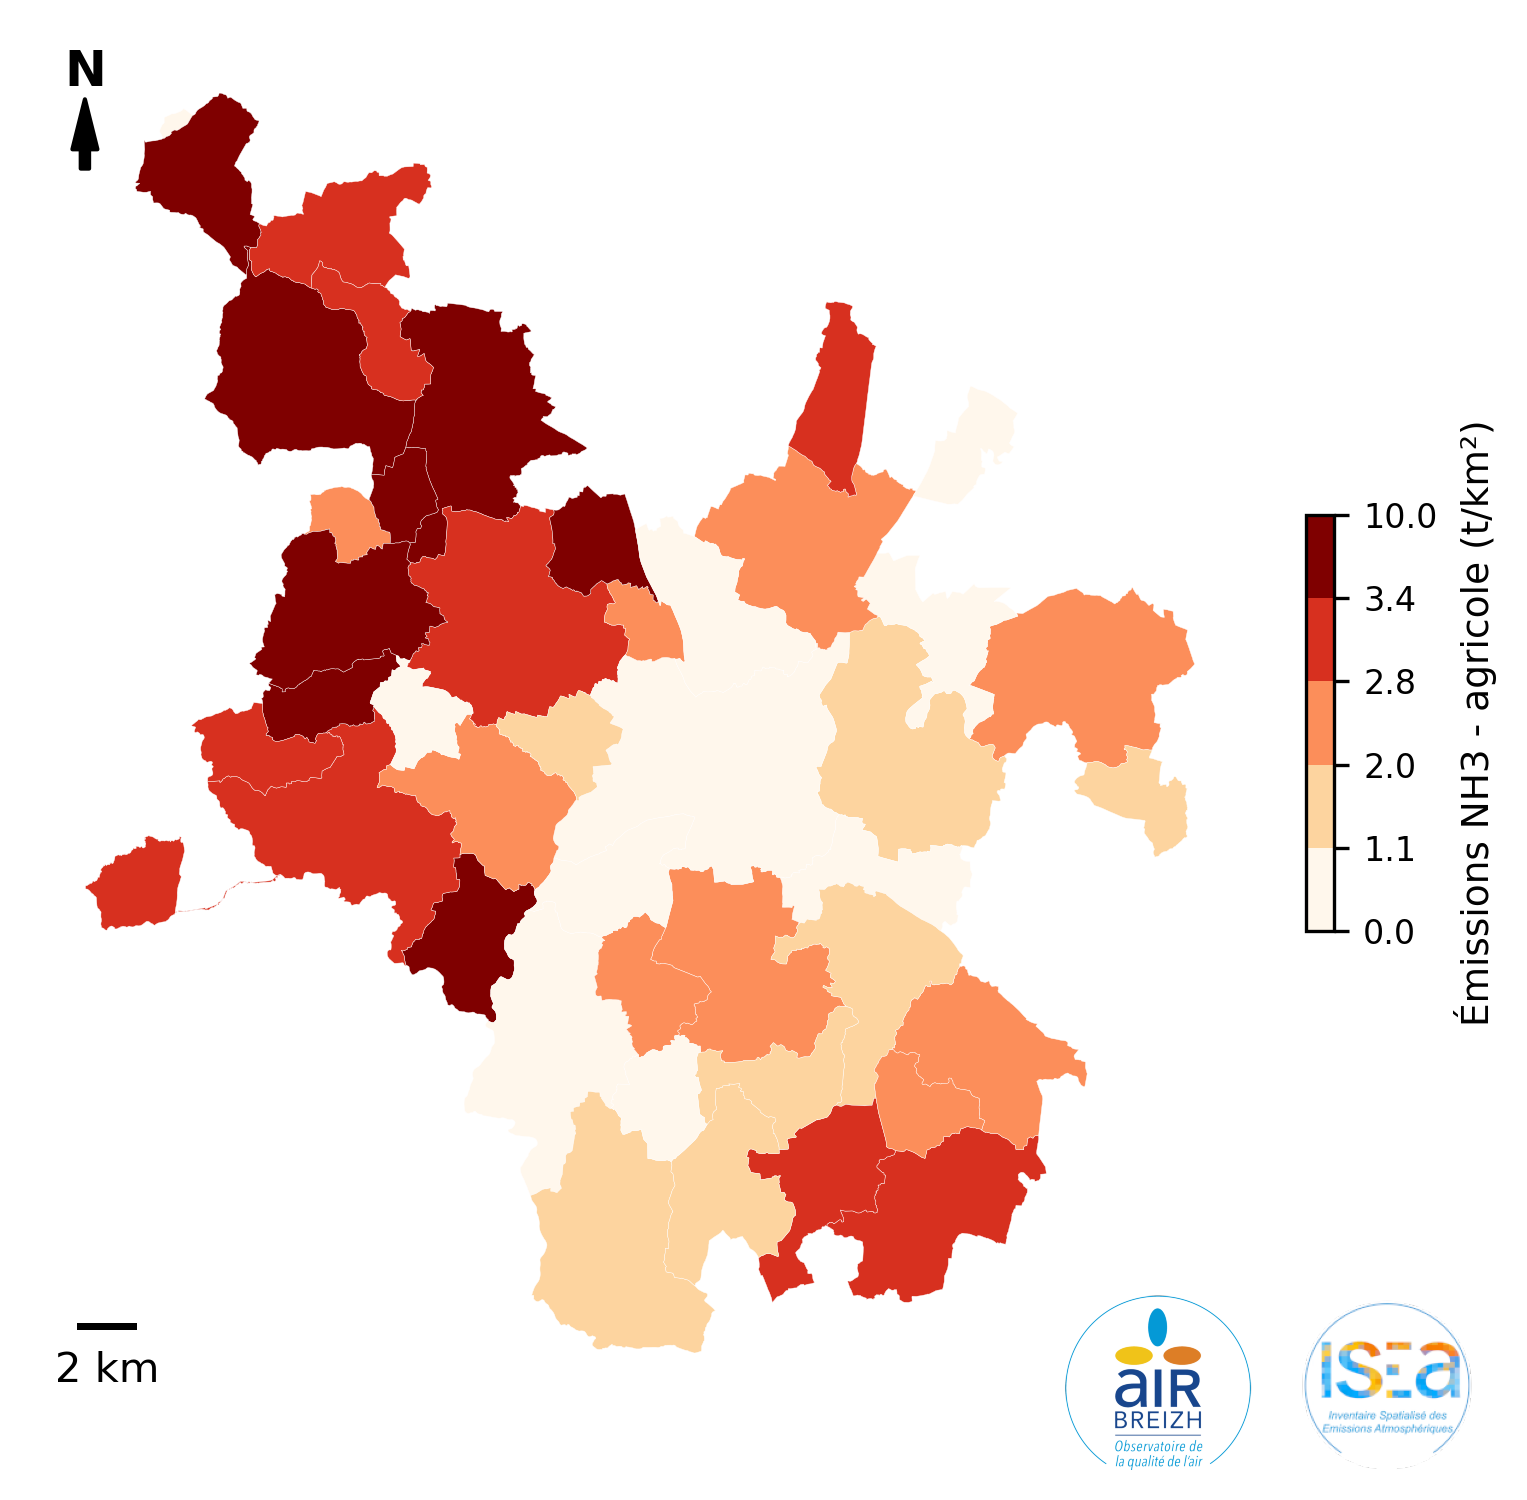 N
10.0
3.4
2.8
2.0
1.1
0.0
Émissions NH3 - agricole (t/km²)
2 km
aiR
BREIZH
Observatoire de
la qualité de l'air
ISEa
Inventaire Spatialisé des
Emissions Atmosphériques